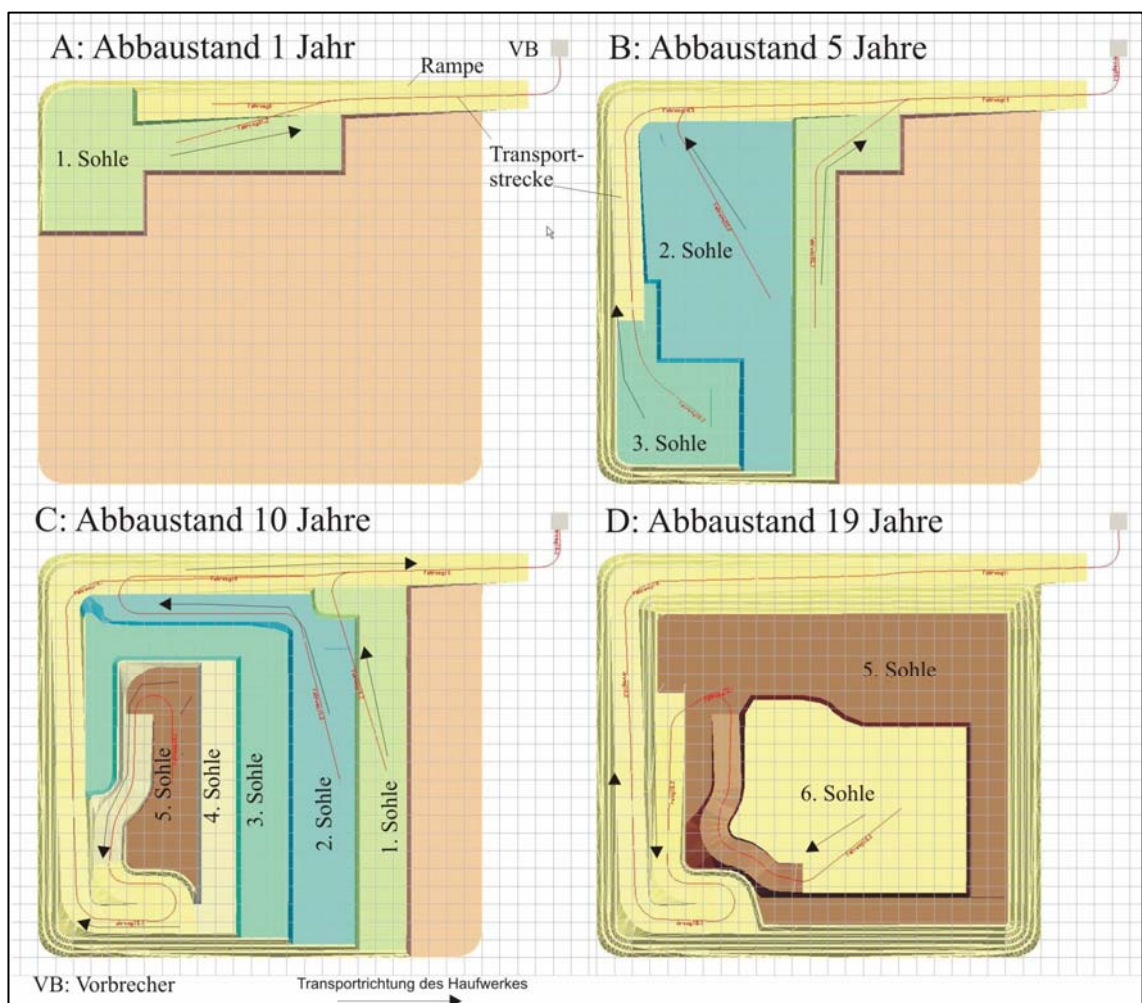 A: Abbaustand 1 Jahr
VB
Rampe
1. Sohle
Transport-
strecke
B: Abbaustand 5 Jahre
2. Sohle
3. Sohle
C: Abbaustand 10 Jahre
5. Sohle
4. Sohle
3. Sohle
2. Sohle
1. Sohle
D: Abbaustand 19 Jahre
5. Sohle
6. Sohle
VB: Vorbrecher
Transportrichtung des Haufwerkes